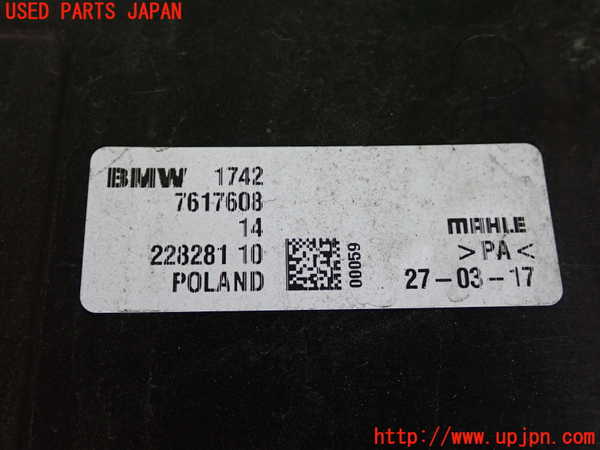 USED PARTS JAPAN
BMW 1742
7617608
14
228281 10
POLAND
00059
MAHLE
>PA<
27-03-17
http://www.upjpn.com/